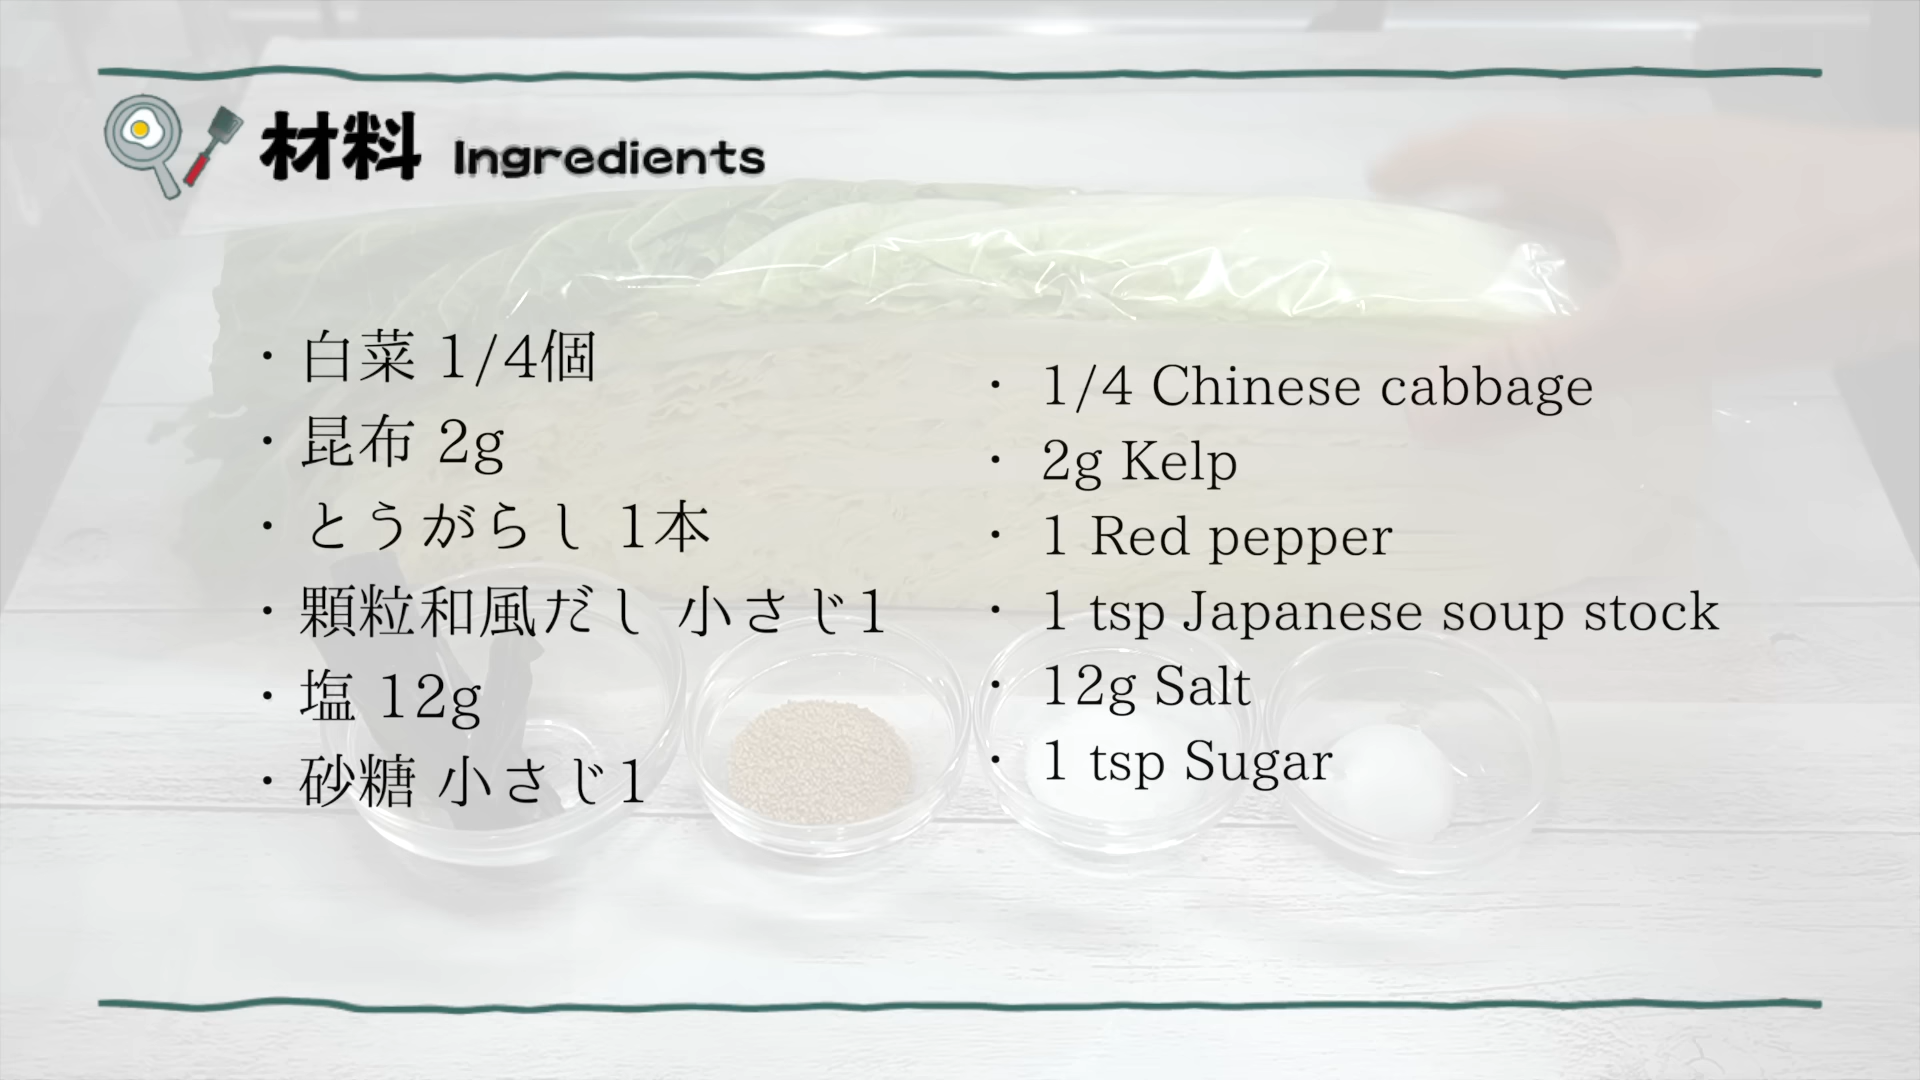 材料 Ingredients
・白菜 1/4個
・昆布 2g
・とうがらし 1本
・顆粒和風だし 小さじ1
・塩 12g
・砂糖 小さじ1
・ 1/4 Chinese cabbage
・ 2g Kelp
・ 1 Red pepper
・ 1 tsp Japanese soup stock
・ 12g Salt
・ 1 tsp Sugar